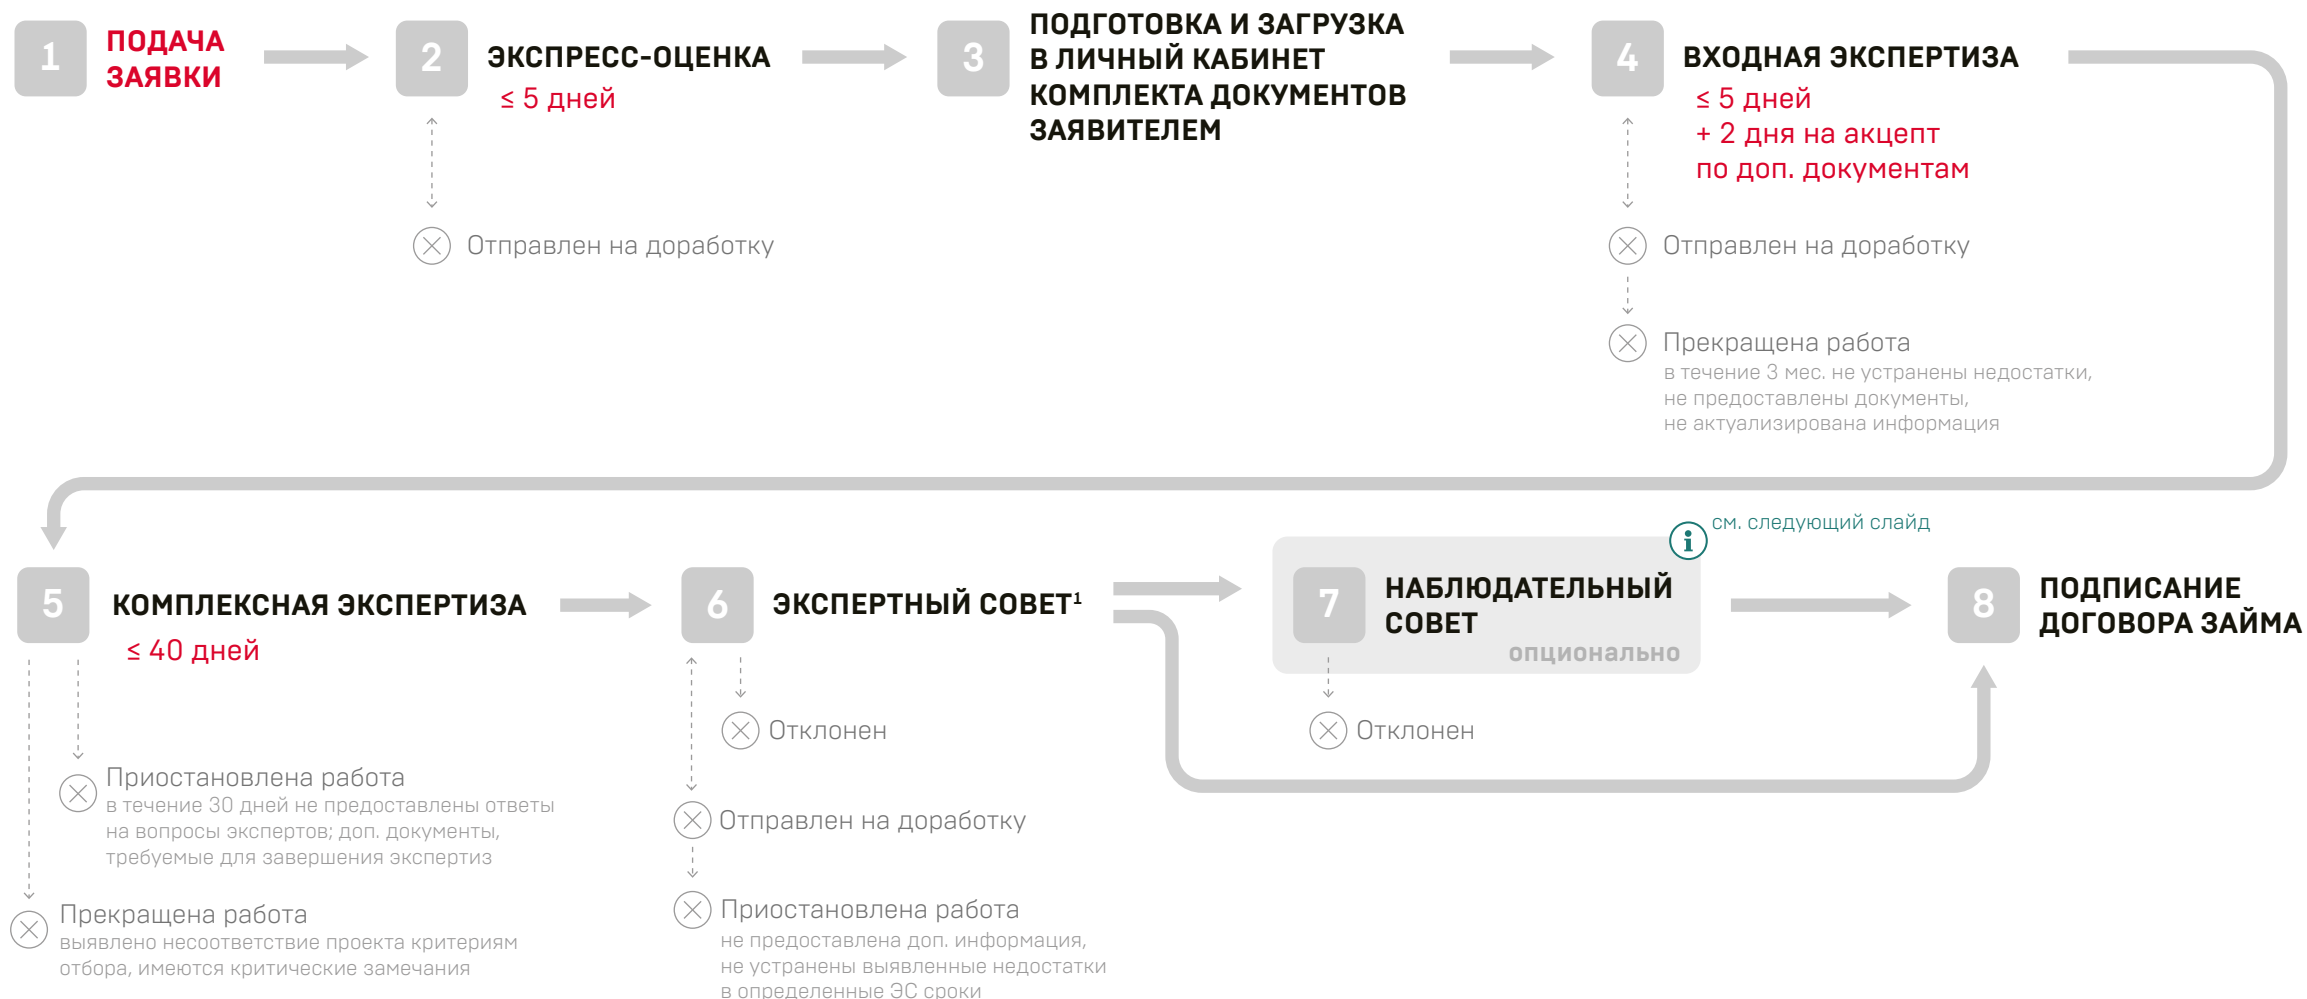 1
ПОДАЧА
ЗАЯВКИ
2
ЭКСПРЕСС-ОЦЕНКА
≤ 5 дней
Отправлен на доработку
3
ПОДГОТОВКА И ЗАГРУЗКА
В ЛИЧНЫЙ КАБИНЕТ
КОМПЛЕКТА ДОКУМЕНТОВ
ЗАЯВИТЕЛЕМ
4
ВХОДНАЯ ЭКСПЕРТИЗА
≤ 5 дней
+ 2 дня на акцепт
по доп. документам
Отправлен на доработку
Прекращена работа
в течение 3 мес. не устранены недостатки,
не предоставлены документы,
не актуализирована информация
5
КОМПЛЕКСНАЯ ЭКСПЕРТИЗА
≤ 40 дней
Приостановлена работа
в течение 30 дней не предоставлены ответы
на вопросы экспертов; доп. документы,
требуемые для завершения экспертиз
Прекращена работа
выявлено несоответствие проекта критериям
отбора, имеются критические замечания
6
ЭКСПЕРТНЫЙ СОВЕТ¹
Отклонен
Отправлен на доработку
Приостановлена работа
не предоставлена доп. информация,
не устранены выявленные недостатки
в определенные ЭС сроки
i
см. следующий слайд
7
НАБЛЮДАТЕЛЬНЫЙ
СОВЕТ
опционально
Отклонен
8
ПОДПИСАНИЕ
ДОГОВОРА ЗАЙМА